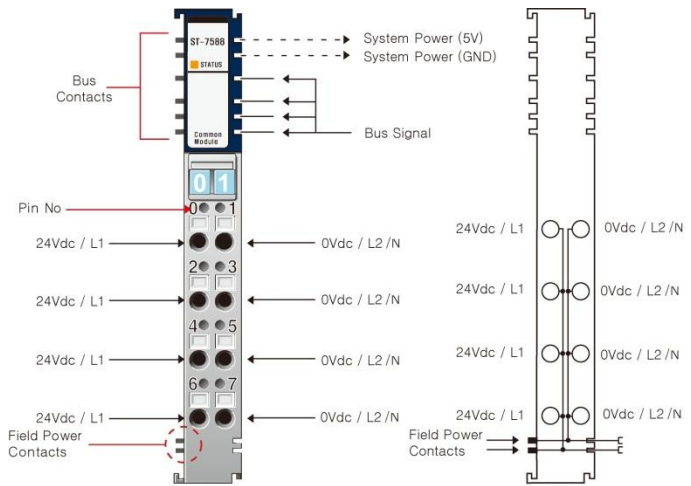 ST-7588
STATUS
Common
Module
System Power (5V)
System Power (GND)
Bus
Contacts
Bus Signal
0 1
Pin No
0 1
24Vdc / L1
0Vdc / L2 /N
2 3
24Vdc / L1
0Vdc / L2 /N
4 5
24Vdc / L1
0Vdc / L2 /N
6 7
24Vdc / L1
0Vdc / L2 /N
Field Power
Contacts
24Vdc / L1
0Vdc / L2 /N
24Vdc / L1
0Vdc / L2 /N
24Vdc / L1
0Vdc / L2 /N
24Vdc / L1
0Vdc / L2 /N
Field Power
Contacts